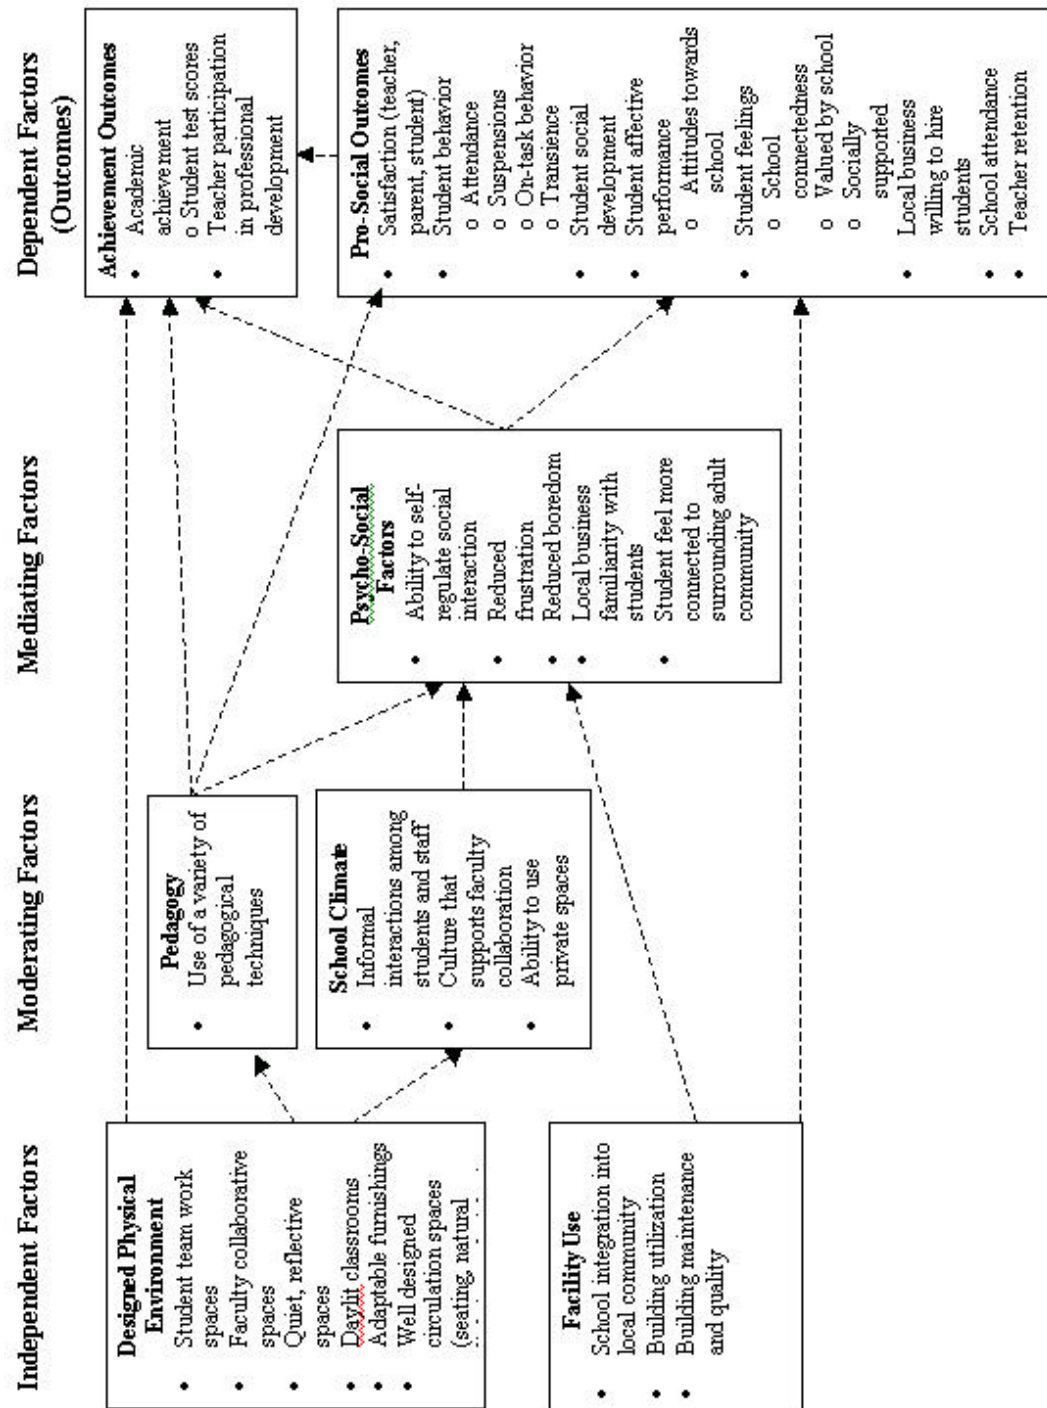 Independent Factors
Moderating Factors
Mediating Factors
Dependent Factors
(Outcomes)
Designed Physical
Environment
• Student team work
spaces
• Faculty collaborative
spaces
• Quiet, reflective
spaces
• Daylit classrooms
• Adaptable furnishings
• Well designed
circulation spaces
(seating, natural
Facility Use
• School integration into
local community
• Building utilization
• Building maintenance
and quality
Pedagogy
• Use of a variety of
pedagogical
techniques
School Climate
• Informal
interactions among
students and staff
• Culture that
supports faculty
collaboration
• Ability to use
private spaces
Psycho-Social
Factors
• Ability to self-
regulate social
interaction
• Reduced
frustration
• Reduced boredom
• Local business
familiarity with
students
• Student feel more
connected to
surrounding adult
community
Achievement Outcomes
• Academic
achievement
o Student test scores
• Teacher participation
in professional
development
Pro-Social Outcomes
• Satisfaction (teacher,
parent, student)
• Student behavior
o Attendance
o Suspensions
o On-task behavior
o Transience
• Student social
development
• Student affective
performance
o Attitudes towards
school
• Student feelings
o School
connectedness
o Valued by school
o Socially
supported
• Local business
willing to hire
students
• School attendance
• Teacher retention